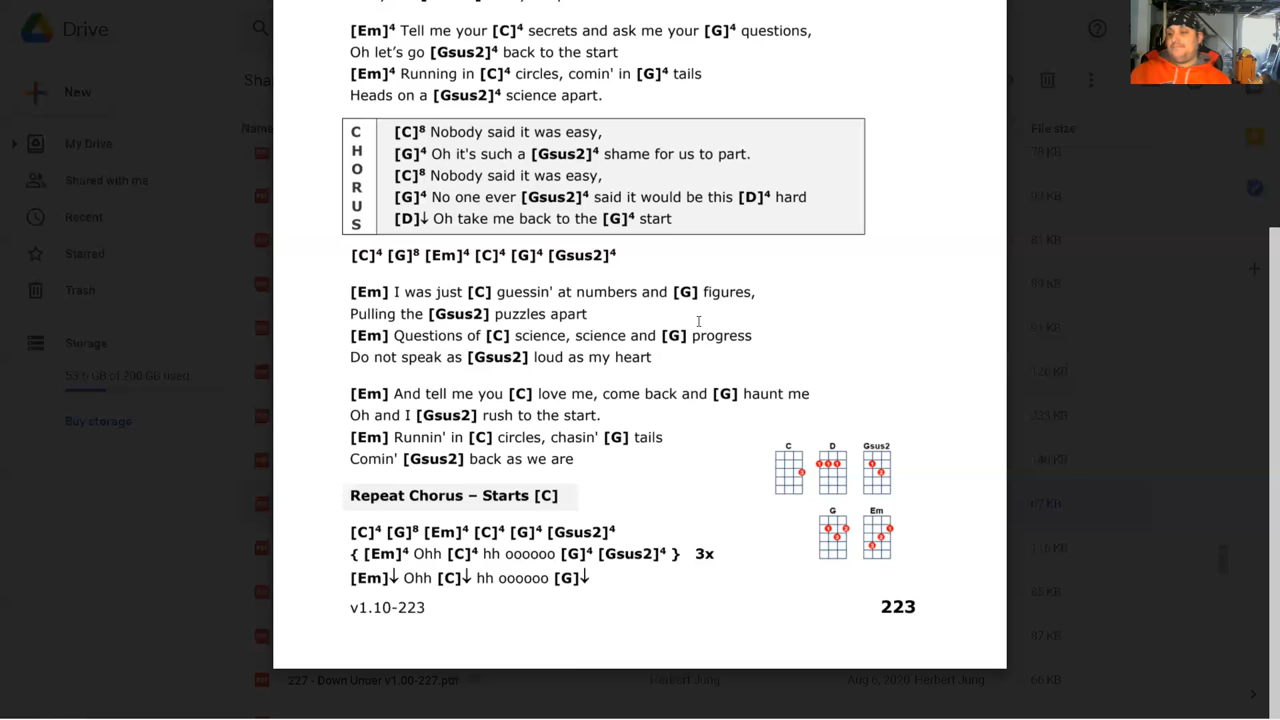 Drive
[Em]⁴ Tell me your [C]⁴ secrets and ask me your [G]⁴ questions,
Oh let's go [Gsus2]⁴ back to the start
[Em]⁴ Running in [C]⁴ circles, comin' in [G]⁴ tails
Heads on a [Gsus2]⁴ science apart.
New
My Drive
Shared with me
Recent
Starred
Trash
Storage
200 GB used
Buy storage
File size
CHORUS
[C]⁸ Nobody said it was easy,
[G]⁴ Oh it's such a [Gsus2]⁴ shame for us to part.
[C]⁸ Nobody said it was easy,
[G]⁴ No one ever [Gsus2]⁴ said it would be this [D]⁴ hard
[D]↓ Oh take me back to the [G]⁴ start
[C]⁴ [G]⁸ [Em]⁴ [C]⁴ [G]⁴ [Gsus2]⁴
[Em] I was just [C] guessin' at numbers and [G] figures,
Pulling the [Gsus2] puzzles apart
[Em] Questions of [C] science, science and [G] progress
Do not speak as [Gsus2] loud as my heart
[Em] And tell me you [C] love me, come back and [G] haunt me
Oh and I [Gsus2] rush to the start.
[Em] Runnin' in [C] circles, chasin' [G] tails
Comin' [Gsus2] back as we are
C D Gsus2
G Em
Repeat Chorus – Starts [C]
[C]⁴ [G]⁸ [Em]⁴ [C]⁴ [G]⁴ [Gsus2]⁴
{ [Em]⁴ Ohh [C]⁴ hh oooooo [G]⁴ [Gsus2]⁴ } 3x
[Em]↓ Ohh [C]↓ hh oooooo [G]↓
v1.10-223
223
227 - Down Under v1.00-227.pdf Herbert Jung Aug 6, 2020 Herbert Jung 66 KB